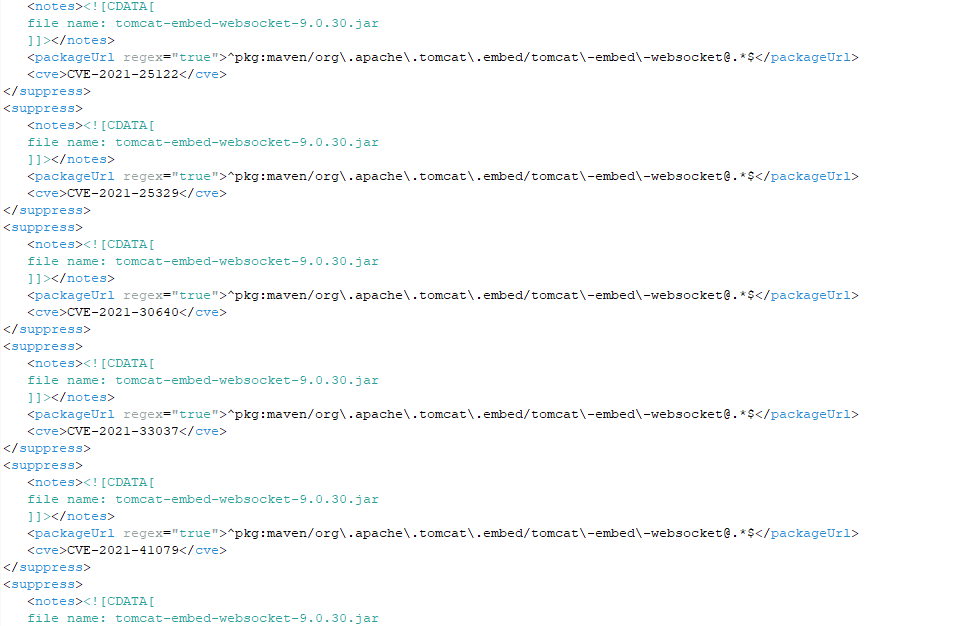 <notes><![CDATA[
file name: tomcat-embed-websocket-9.0.30.jar
]]></notes>
<packageUrl regex="true">^pkg:maven/org\.apache\.tomcat\.embed/tomcat\-embed\-websocket@.*$</packageUrl>
<cve>CVE-2021-25122</cve>
</suppress>
<suppress>
<notes><![CDATA[
file name: tomcat-embed-websocket-9.0.30.jar
]]></notes>
<packageUrl regex="true">^pkg:maven/org\.apache\.tomcat\.embed/tomcat\-embed\-websocket@.*$</packageUrl>
<cve>CVE-2021-25329</cve>
</suppress>
<suppress>
<notes><![CDATA[
file name: tomcat-embed-websocket-9.0.30.jar
]]></notes>
<packageUrl regex="true">^pkg:maven/org\.apache\.tomcat\.embed/tomcat\-embed\-websocket@.*$</packageUrl>
<cve>CVE-2021-30640</cve>
</suppress>
<suppress>
<notes><![CDATA[
file name: tomcat-embed-websocket-9.0.30.jar
]]></notes>
<packageUrl regex="true">^pkg:maven/org\.apache\.tomcat\.embed/tomcat\-embed\-websocket@.*$</packageUrl>
<cve>CVE-2021-33037</cve>
</suppress>
<suppress>
<notes><![CDATA[
file name: tomcat-embed-websocket-9.0.30.jar
]]></notes>
<packageUrl regex="true">^pkg:maven/org\.apache\.tomcat\.embed/tomcat\-embed\-websocket@.*$</packageUrl>
<cve>CVE-2021-41079</cve>
</suppress>
<suppress>
<notes><![CDATA[
file name: tomcat-embed-websocket-9.0.30.jar